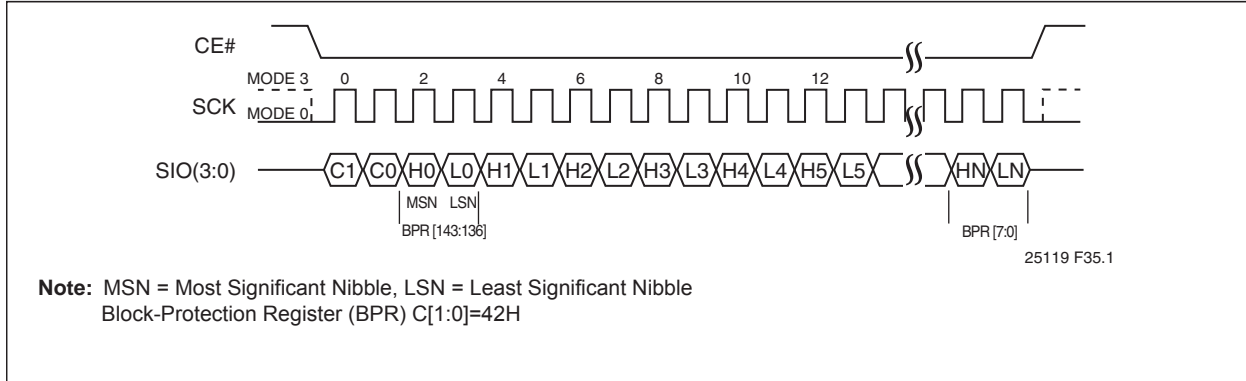 CE#
MODE 3 0 2 4 6 8 10 12
SCK
MODE 0
SIO(3:0) C1 C0 H0 L0 H1 L1 H2 L2 H3 L3 H4 L4 H5 L5 HN LN
MSN LSN
BPR [143:136] BPR [7:0]
25119 F35.1
Note: MSN = Most Significant Nibble, LSN = Least Significant Nibble
Block-Protection Register (BPR) C[1:0]=42H